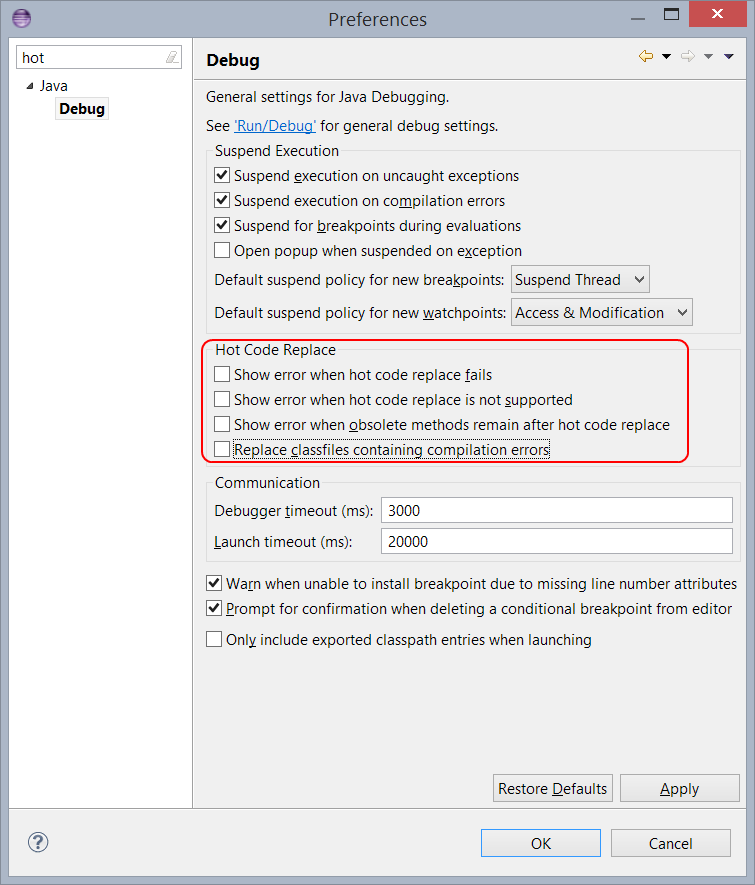 Preferences
hot
Java
Debug
Debug
General settings for Java Debugging.
See 'Run/Debug' for general debug settings.
Suspend Execution
Suspend execution on uncaught exceptions
Suspend execution on compilation errors
Suspend for breakpoints during evaluations
Open popup when suspended on exception
Default suspend policy for new breakpoints: Suspend Thread
Default suspend policy for new watchpoints: Access & Modification
Hot Code Replace
Show error when hot code replace fails
Show error when hot code replace is not supported
Show error when obsolete methods remain after hot code replace
Replace classfiles containing compilation errors
Communication
Debugger timeout (ms): 3000
Launch timeout (ms): 20000
Warn when unable to install breakpoint due to missing line number attributes
Prompt for confirmation when deleting a conditional breakpoint from editor
Only include exported classpath entries when launching
Restore Defaults Apply
? OK Cancel